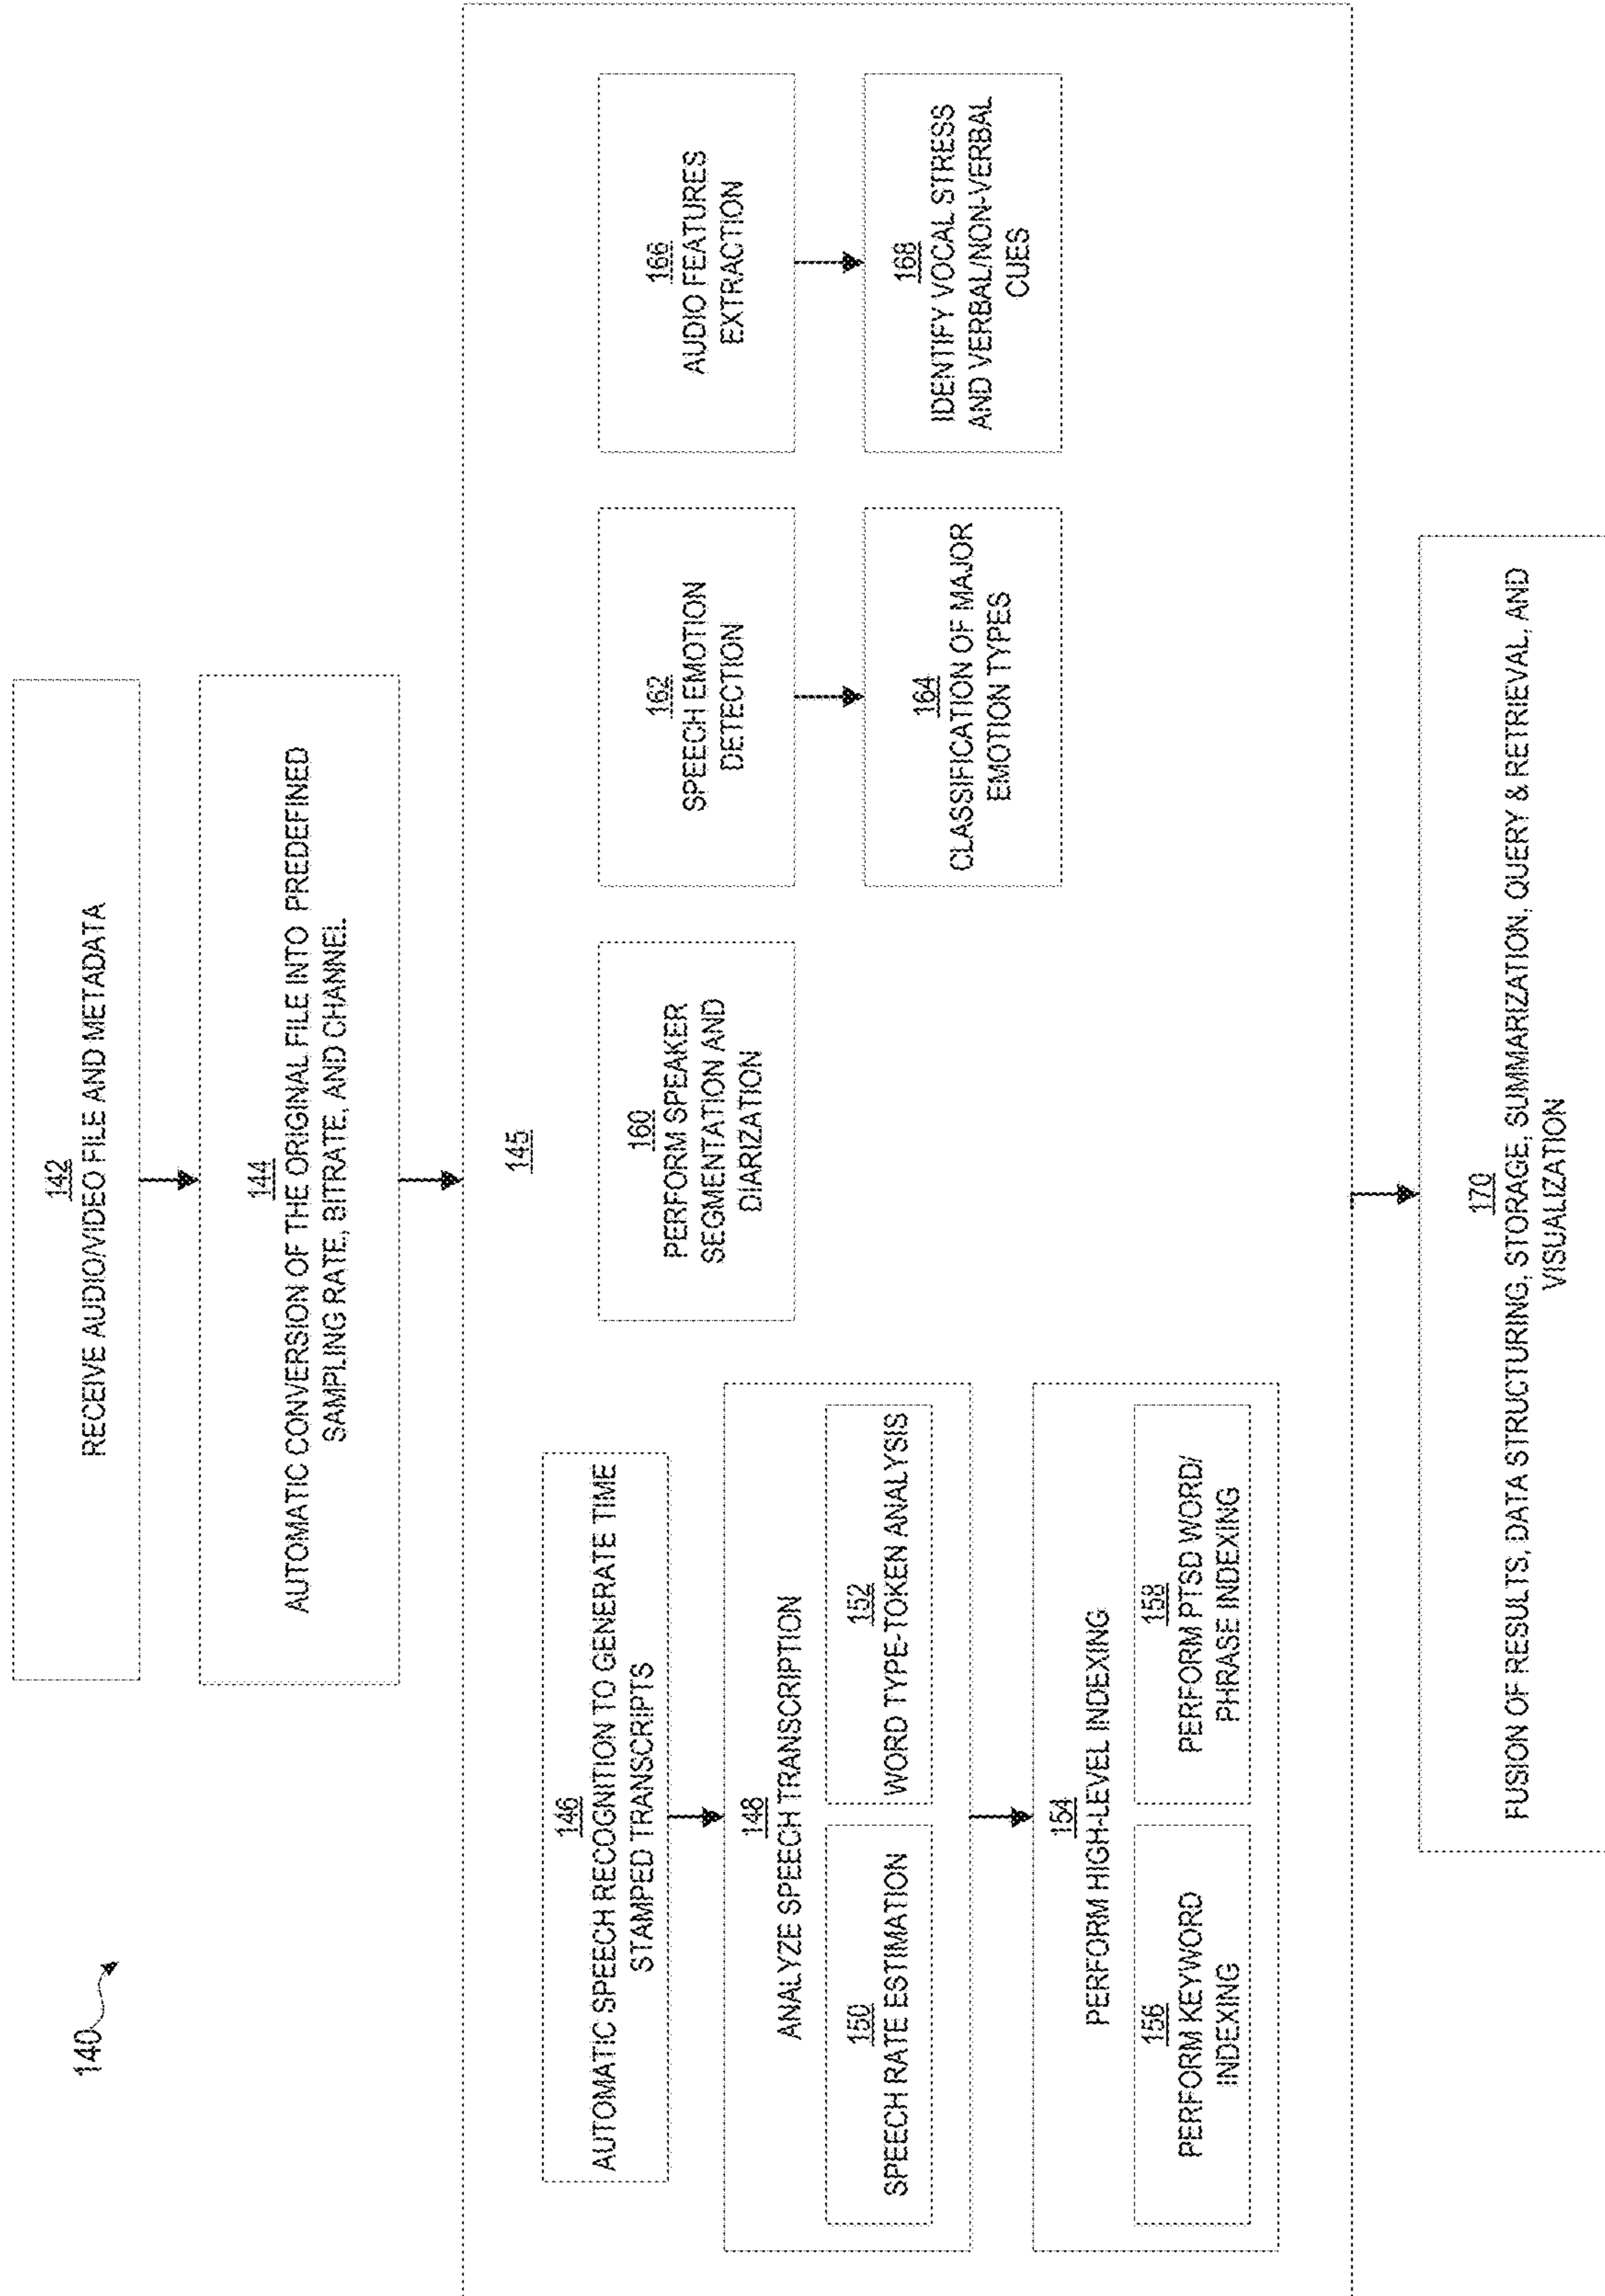 140
142
RECEIVE AUDIO/VIDEO FILE AND METADATA
144
AUTOMATIC CONVERSION OF THE ORIGINAL FILE INTO PREDEFINED
SAMPLING RATE, BITRATE, AND CHANNEL
145
146
AUTOMATIC SPEECH RECOGNITION TO GENERATE TIME
STAMPED TRANSCRIPTS
148
ANALYZE SPEECH TRANSCRIPTION
150
SPEECH RATE ESTIMATION
152
WORD TYPE-TOKEN ANALYSIS
154
PERFORM HIGH-LEVEL INDEXING
156
PERFORM KEYWORD
INDEXING
158
PERFORM PTSD WORD/
PHRASE INDEXING
160
PERFORM SPEAKER
SEGMENTATION AND
DIARIZATION
162
SPEECH EMOTION
DETECTION
164
CLASSIFICATION OF MAJOR
EMOTION TYPES
166
AUDIO FEATURES
EXTRACTION
168
IDENTIFY VOCAL STRESS
AND VERBAL/NON-VERBAL
CUES
170
FUSION OF RESULTS, DATA STRUCTURING, STORAGE, SUMMARIZATION, QUERY & RETRIEVAL, AND
VISUALIZATION